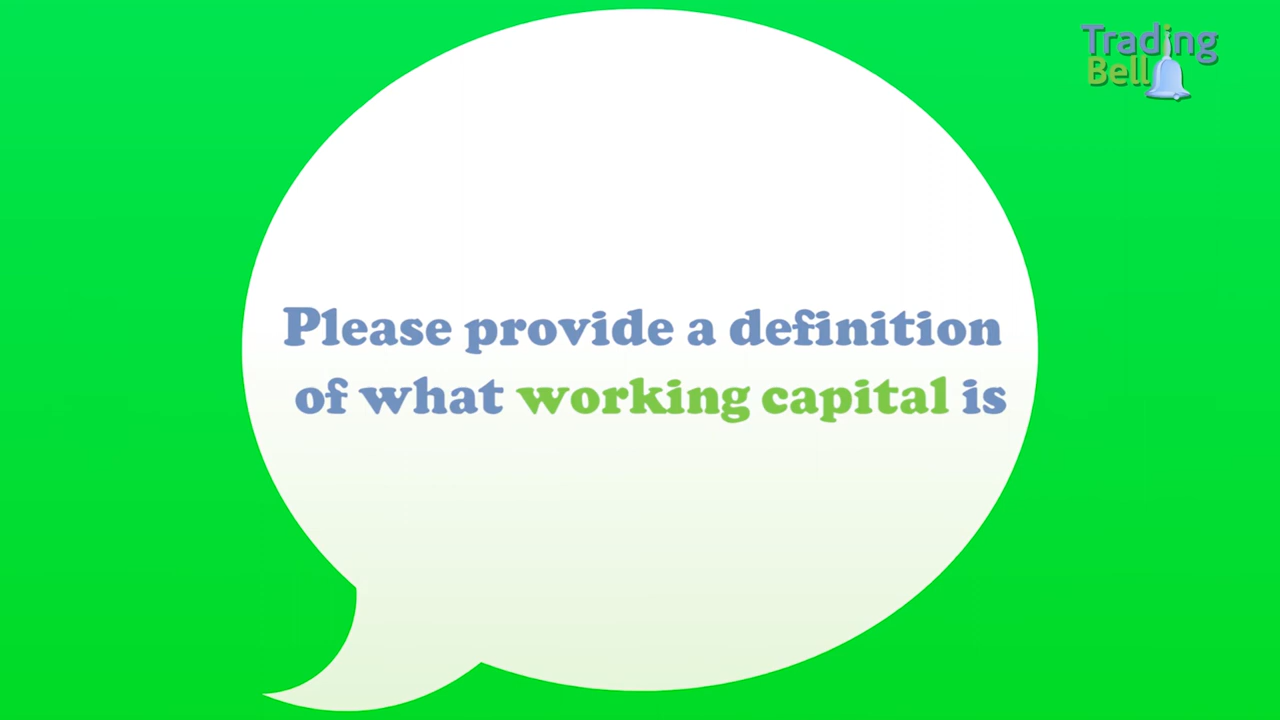 Trading
Bell
Please provide a definition
of what working capital is